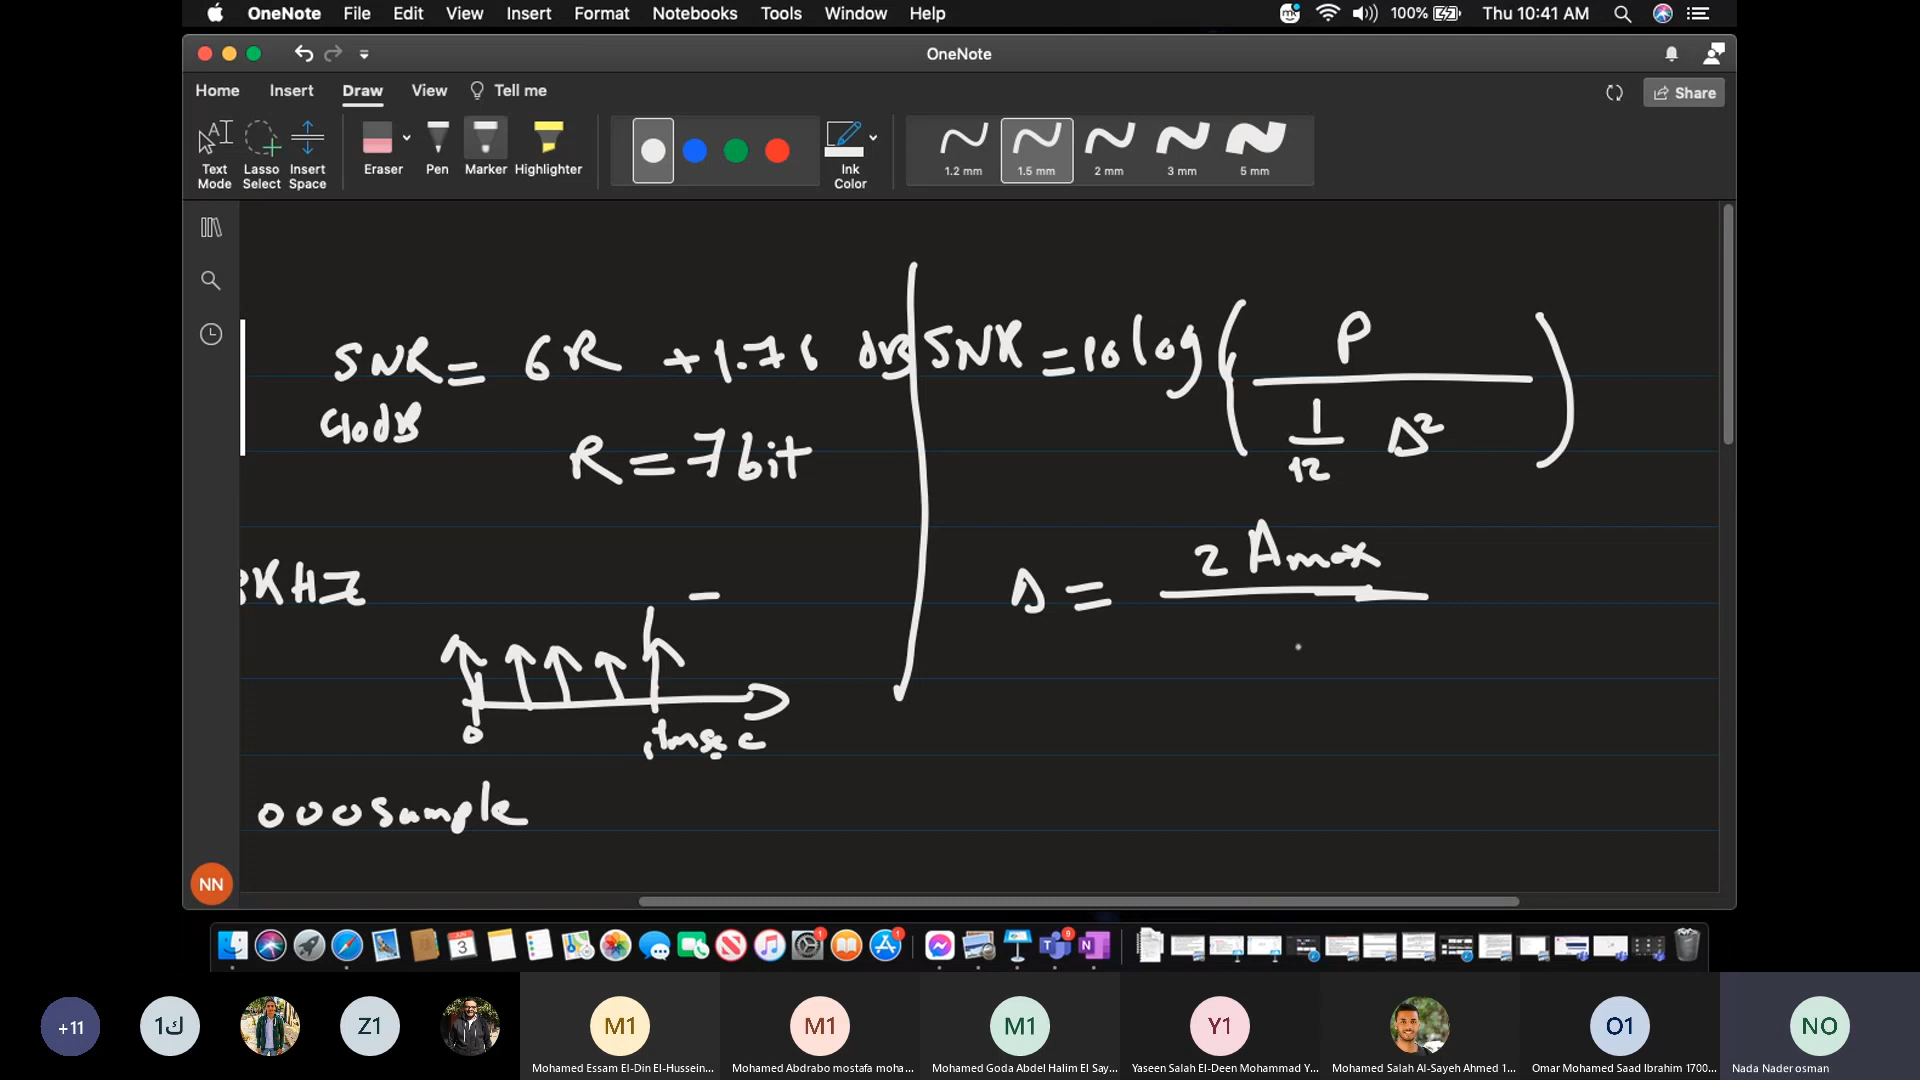 OneNote File Edit View Insert Format Notebooks Tools Window Help 100% Thu 10:41 AM
OneNote
Home Insert Draw View Tell me Share
Text Mode Lasso Select Insert Space Eraser Pen Marker Highlighter Ink Color 1.2 mm 1.5 mm 2 mm 3 mm 5 mm
SNR = 6R + 1.76 dB
40dB
R = 7 bit
KHZ
0 1msec
000 sample
SNR = 10 log ( P / 1/12 Δ² )
Δ = 2 Amax
NN
+11 1ك Z1 M1 M1 M1 Y1 O1 NO
Mohamed Essam El-Din El-Hussein... Mohamed Abdrabo mostafa moha... Mohamed Goda Abdel Halim El Say... Yaseen Salah El-Deen Mohammad Y... Mohamed Salah Al-Sayeh Ahmed 1... Omar Mohamed Saad Ibrahim 1700... Nada Nader osman